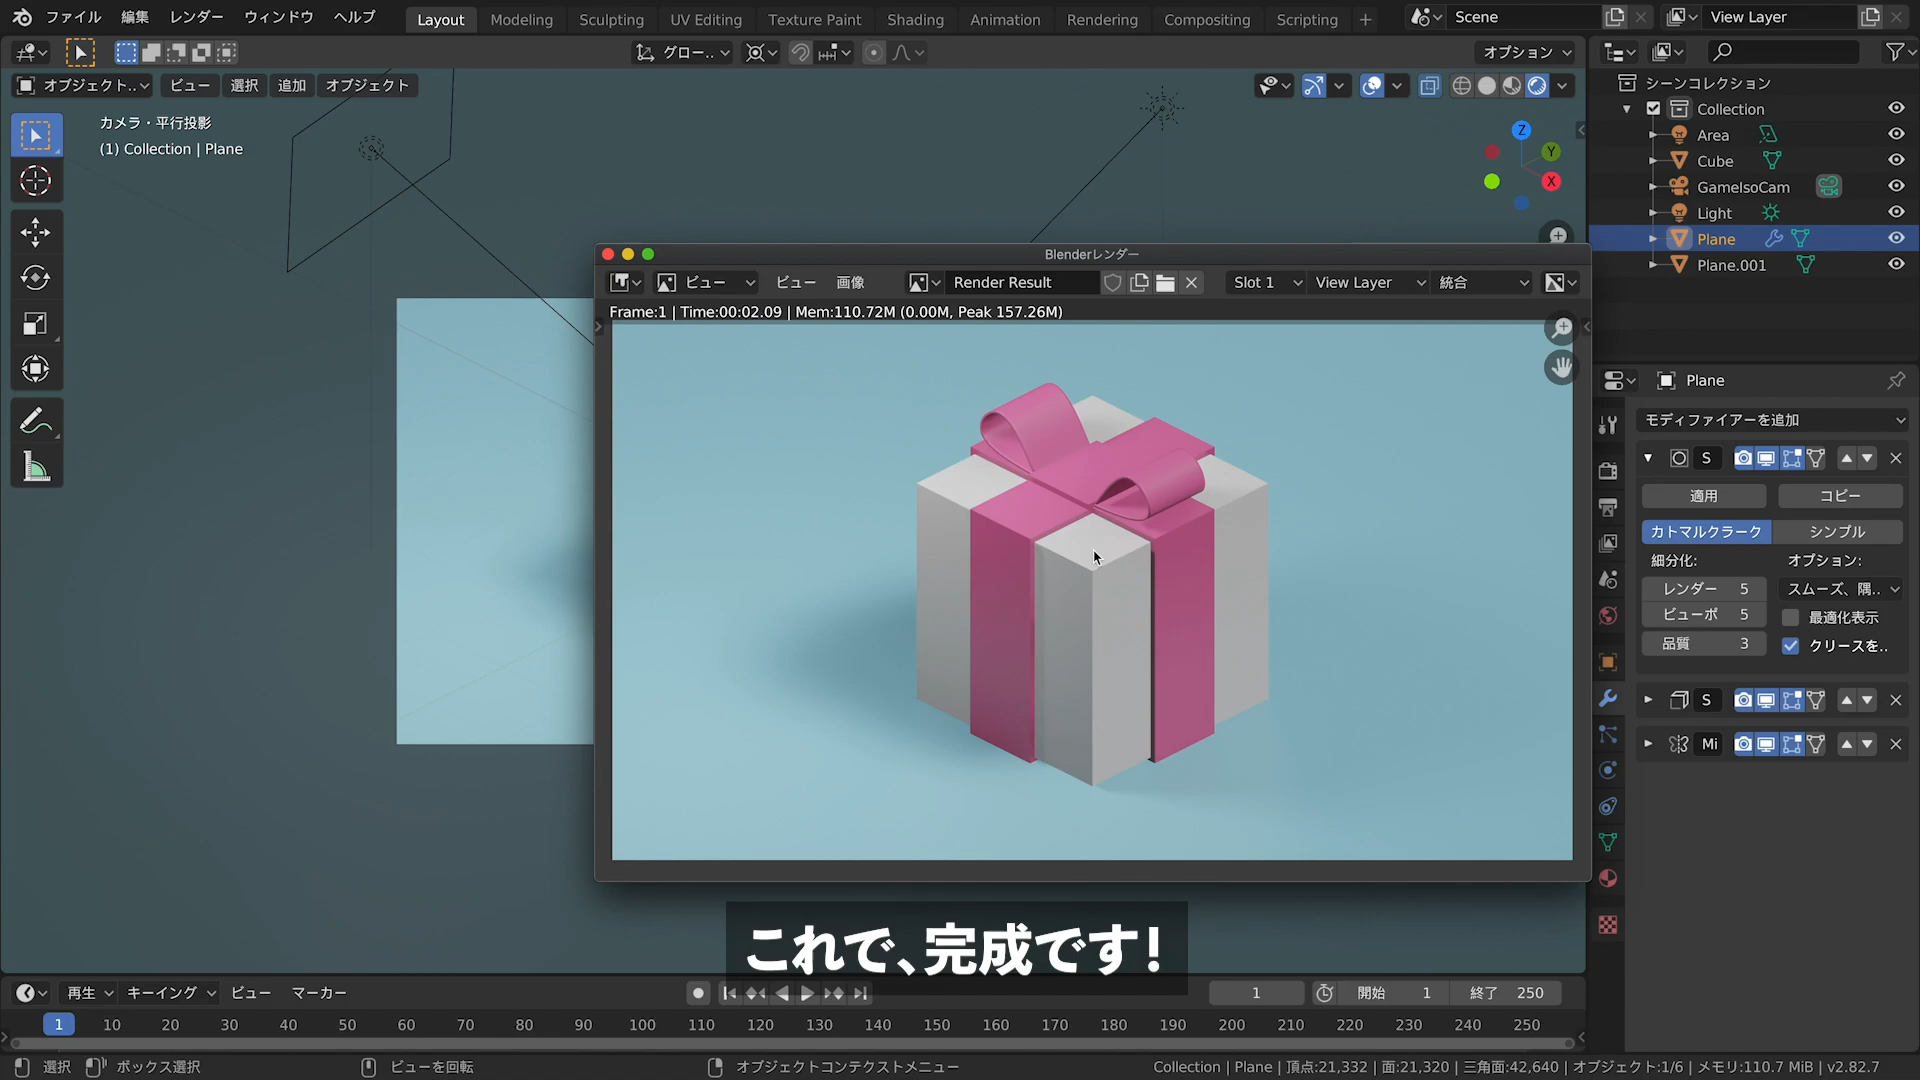 ファイル 編集 レンダー ウィンドウ ヘルプ Layout Modeling Sculpting UV Editing Texture Paint Shading Animation Rendering Compositing Scripting + Scene View Layer
グロー.. オプション
オブジェクト.. ビュー 選択 追加 オブジェクト
カメラ・平行投影
(1) Collection | Plane
Z
Y
X
シーンコレクション
Collection
Area
Cube
GameIsoCam
Light
Plane
Plane.001
Blenderレンダー
ビュー ビュー 画像 Render Result Slot 1 View Layer 統合
Frame:1 | Time:00:02.09 | Mem:110.72M (0.00M, Peak 157.26M)
Plane
モディファイアーを追加
S
適用 コピー
カトマルクラーク シンプル
細分化: オプション:
レンダー 5 スムーズ、隅..
ビューポ 5 最適化表示
品質 3 クリースを..
S
Mi
これで、完成です!
再生 キーイング ビュー マーカー 1 開始 1 終了 250
1 10 20 30 40 50 60 70 80 90 100 110 120 130 140 150 160 170 180 190 200 210 220 230 240 250
選択 ボックス選択 ビューを回転 オブジェクトコンテクストメニュー Collection | Plane | 頂点:21,332 | 面:21,320 | 三角面:42,640 | オブジェクト:1/6 | メモリ:110.7 MiB | v2.82.7